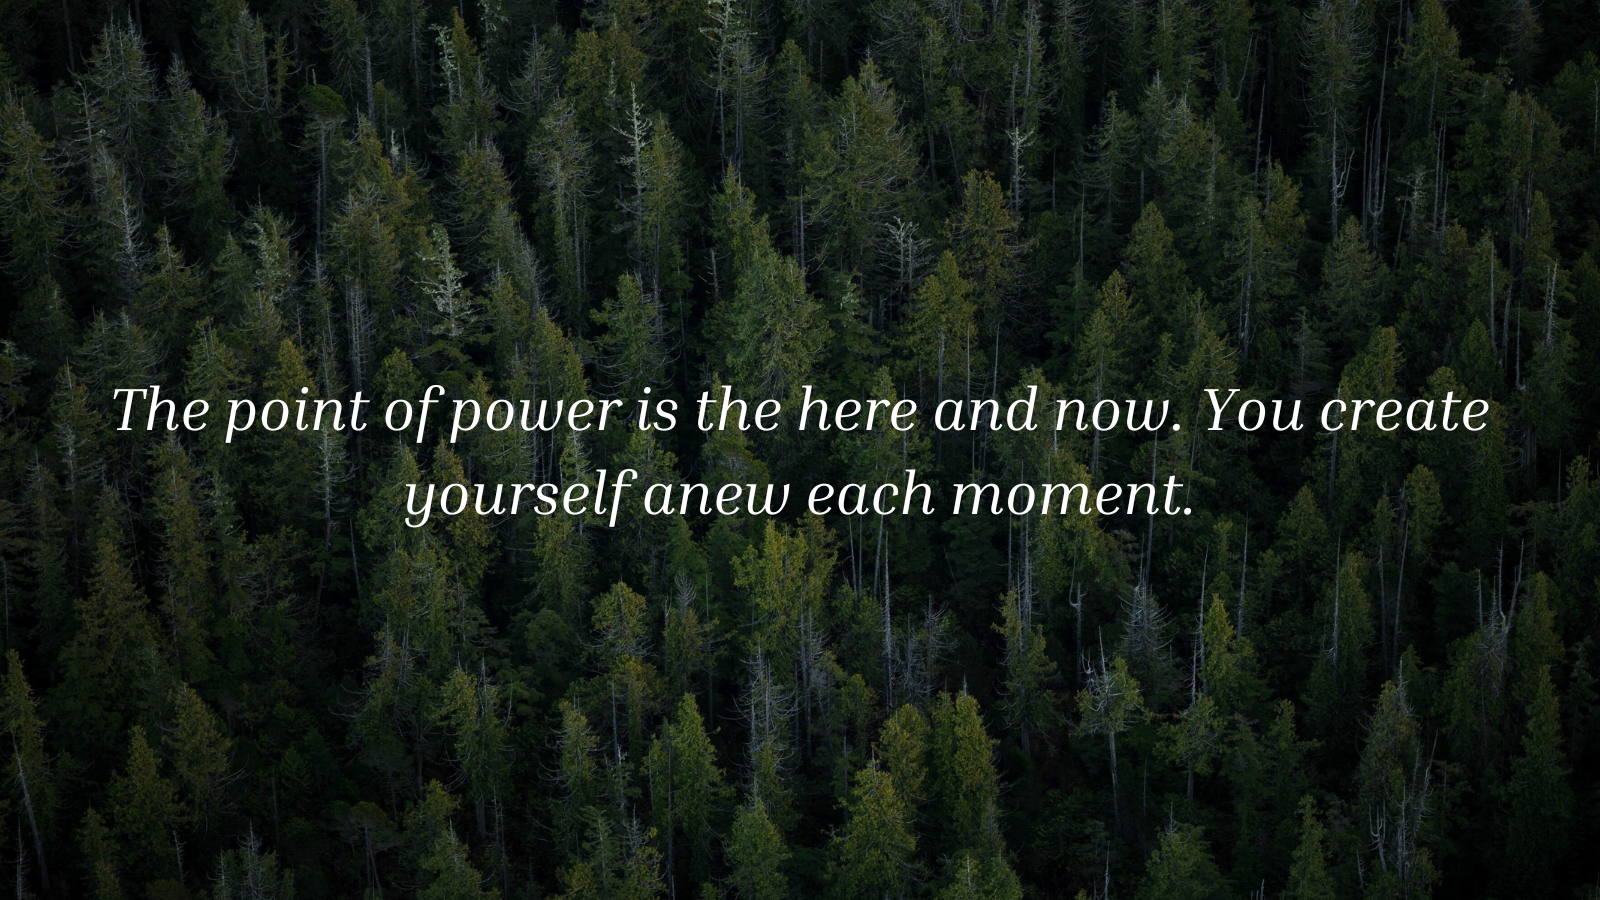 The point of power is the here and now. You create
yourself anew each moment.